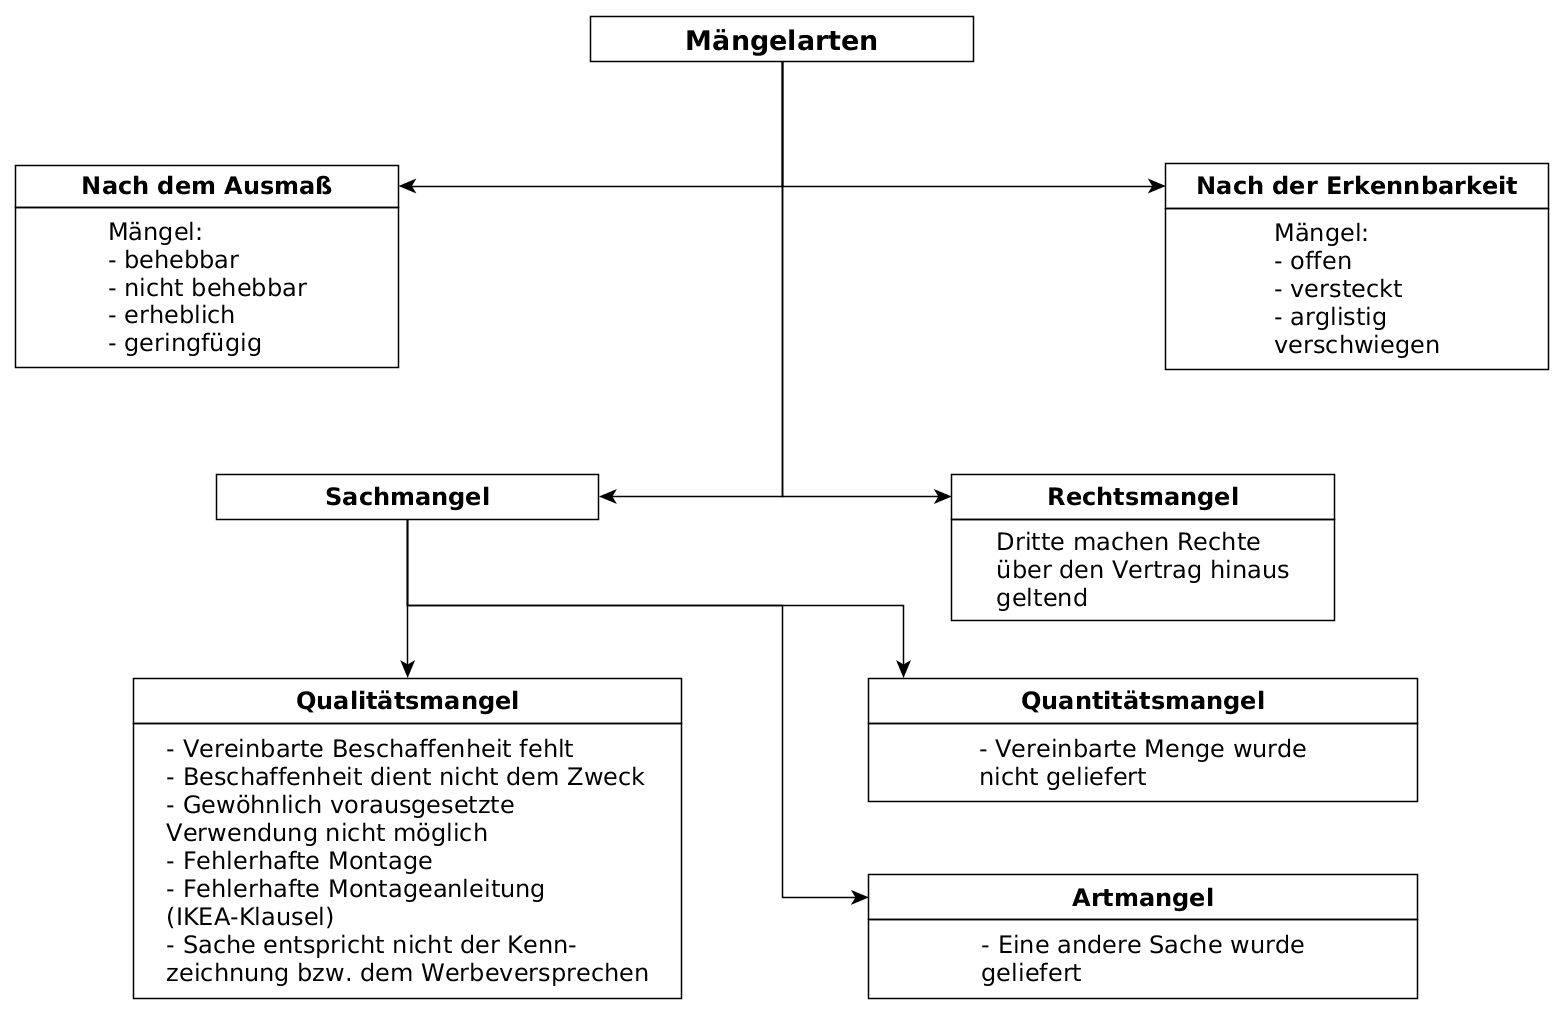 Mängelarten
Nach dem Ausmaß
Mängel:
- behebbar
- nicht behebbar
- erheblich
- geringfügig
Nach der Erkennbarkeit
Mängel:
- offen
- versteckt
- arglistig
verschwiegen
Sachmangel
Rechtsmangel
Dritte machen Rechte
über den Vertrag hinaus
geltend
Qualitätsmangel
- Vereinbarte Beschaffenheit fehlt
- Beschaffenheit dient nicht dem Zweck
- Gewöhnlich vorausgesetzte
Verwendung nicht möglich
- Fehlerhafte Montage
- Fehlerhafte Montageanleitung
(IKEA-Klausel)
- Sache entspricht nicht der Kenn-
zeichnung bzw. dem Werbeversprechen
Quantitätsmangel
- Vereinbarte Menge wurde
nicht geliefert
Artmangel
- Eine andere Sache wurde
geliefert